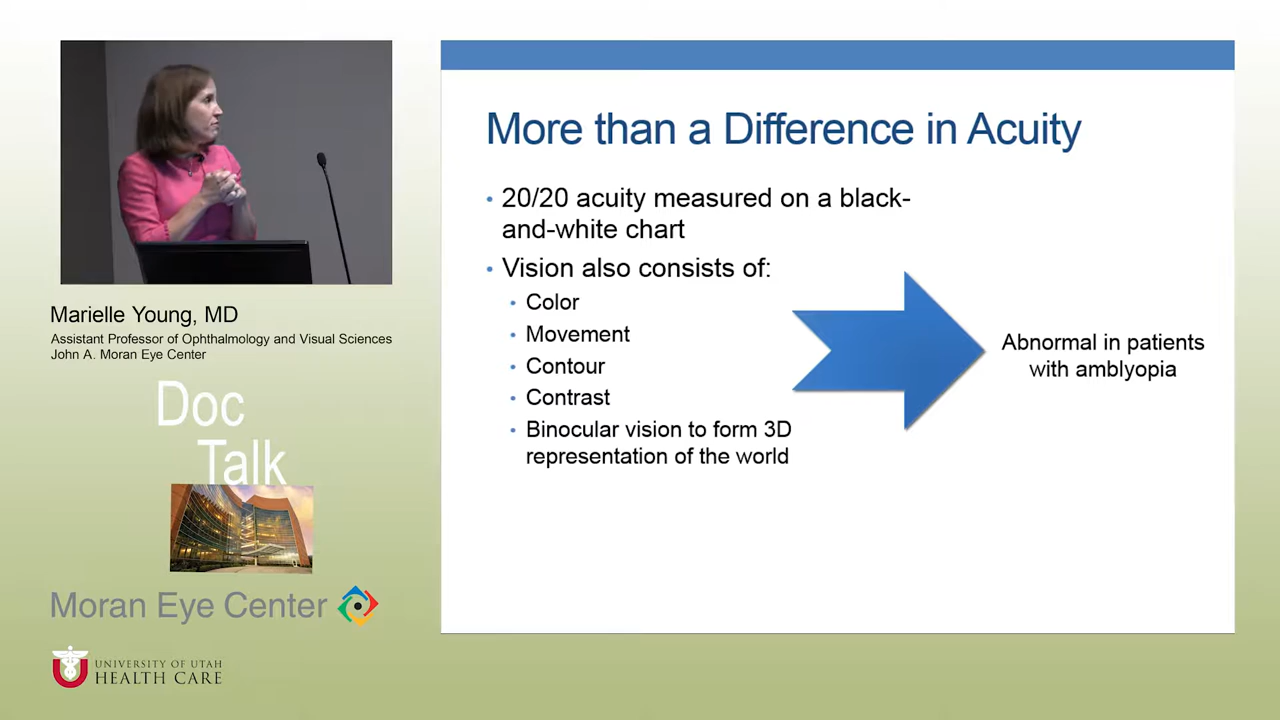 Marielle Young, MD
Assistant Professor of Ophthalmology and Visual Sciences
John A. Moran Eye Center
Doc
Talk
Moran Eye Center
UNIVERSITY OF UTAH
HEALTH CARE
More than a Difference in Acuity
• 20/20 acuity measured on a black-
and-white chart
• Vision also consists of:
• Color
• Movement
• Contour
• Contrast
• Binocular vision to form 3D
representation of the world
Abnormal in patients
with amblyopia